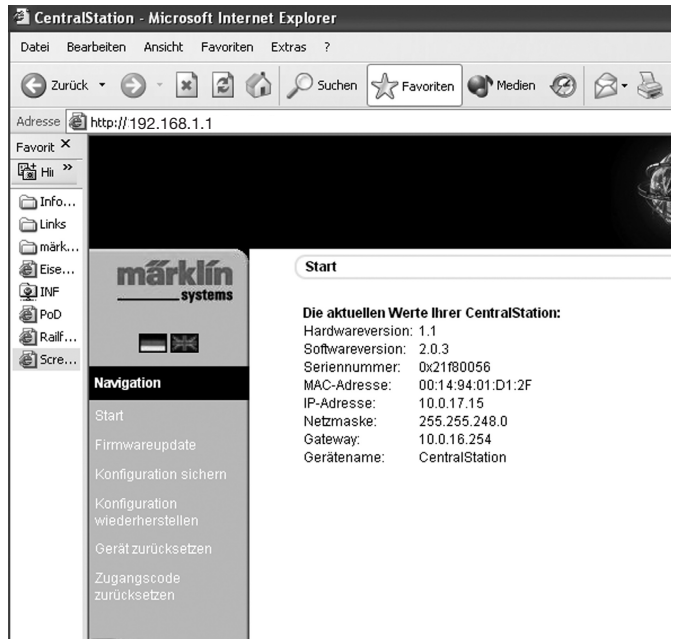 CentralStation - Microsoft Internet Explorer
Datei Bearbeiten Ansicht Favoriten Extras ?
Zurück Suchen Favoriten Medien
Adresse http://192.168.1.1
Favorit
Hi
Info...
Links
märk...
Eise...
INF
PoD
Railf...
Scre...
märklin
systems
Navigation
Start
Firmwareupdate
Konfiguration sichern
Konfiguration
wiederherstellen
Gerät zurücksetzen
Zugangscode
zurücksetzen
Start
Die aktuellen Werte Ihrer CentralStation:
Hardwareversion: 1.1
Softwareversion: 2.0.3
Seriennummer: 0x21f80056
MAC-Adresse: 00:14:94:01:D1:2F
IP-Adresse: 10.0.17.15
Netzmaske: 255.255.248.0
Gateway: 10.0.16.254
Gerätename: CentralStation